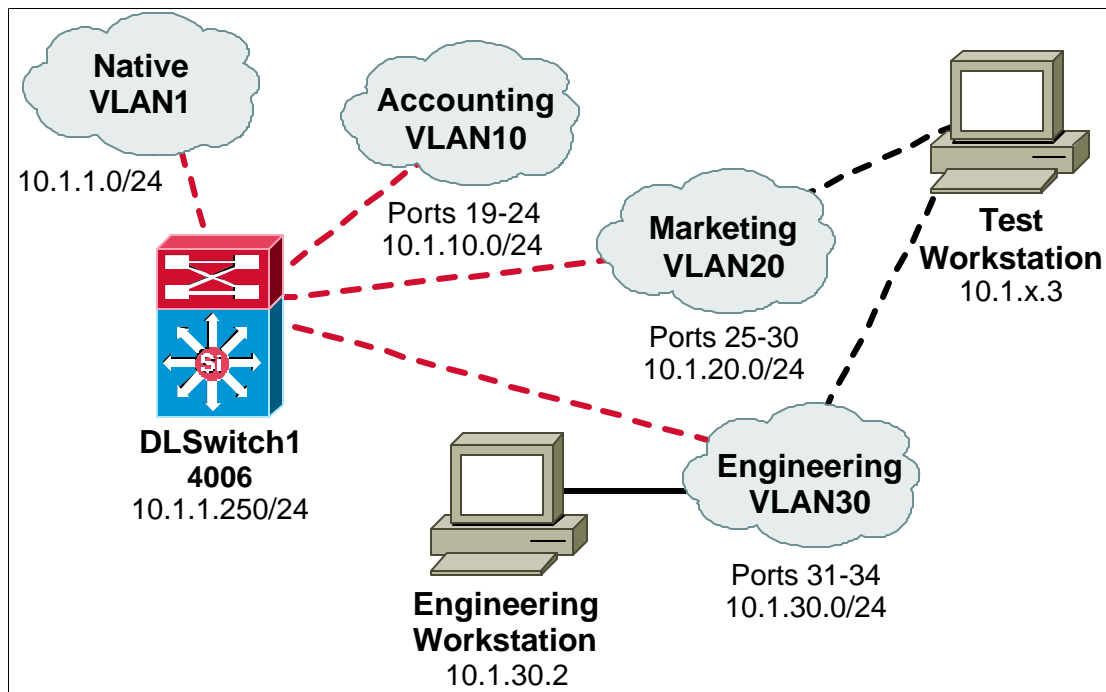 Native
VLAN1
10.1.1.0/24
Accounting
VLAN10
Ports 19-24
10.1.10.0/24
Marketing
VLAN20
Ports 25-30
10.1.20.0/24
Test
Workstation
10.1.x.3
Si
DLSwitch1
4006
10.1.1.250/24
Engineering
VLAN30
Ports 31-34
10.1.30.0/24
Engineering
Workstation
10.1.30.2